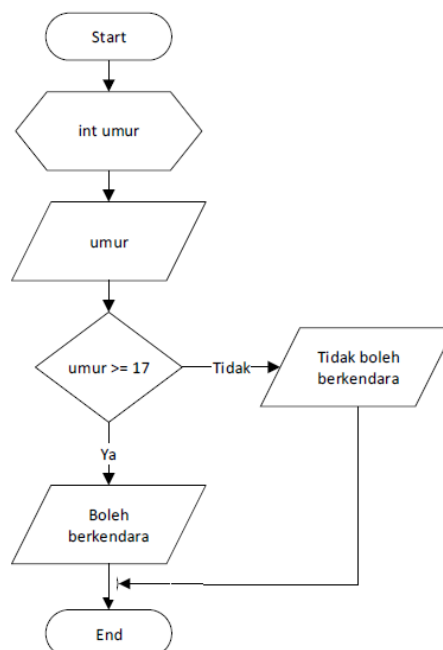 Start
int umur
umur
umur >= 17
Tidak
Tidak boleh
berkendara
Ya
Boleh
berkendara
End